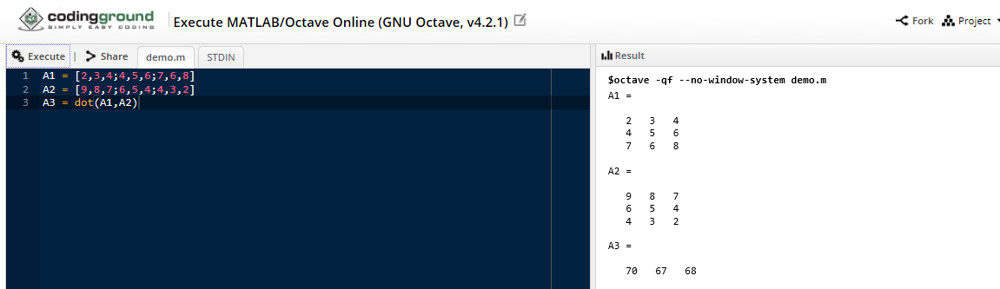 codingground
SIMPLY EASY CODING
Execute MATLAB/Octave Online (GNU Octave, v4.2.1)
Fork
Project
Execute
Share
demo.m
STDIN
1 A1 = [2,3,4;4,5,6;7,6,8]
2 A2 = [9,8,7;6,5,4;4,3,2]
3 A3 = dot(A1,A2)
Result
$octave -qf --no-window-system demo.m
A1 =
2 3 4
4 5 6
7 6 8
A2 =
9 8 7
6 5 4
4 3 2
A3 =
70 67 68